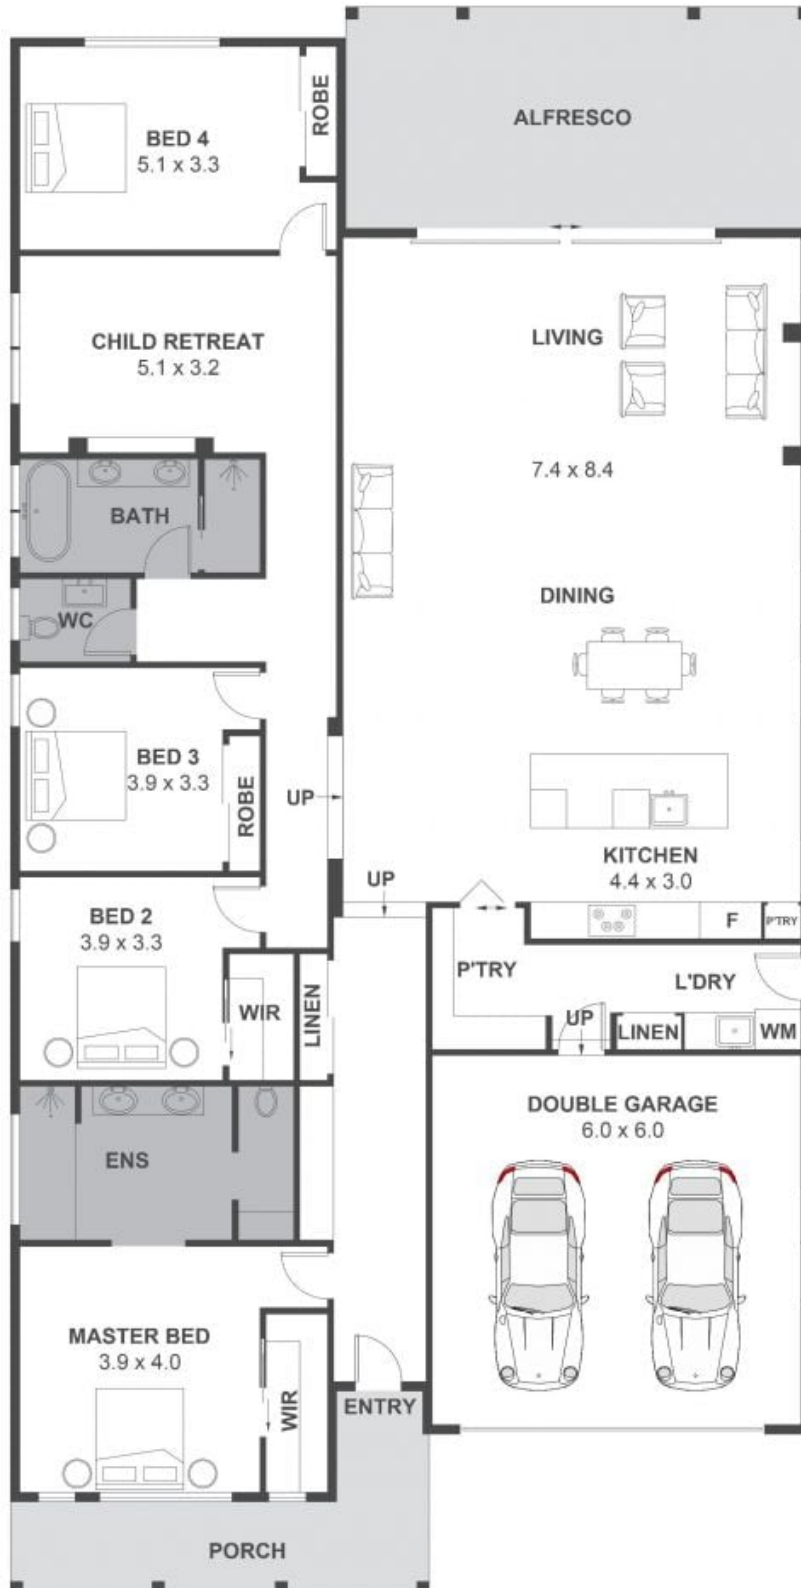 ALFRESCO
ROBE
BED 4
5.1 x 3.3
CHILD RETREAT
5.1 x 3.2
LIVING
7.4 x 8.4
BATH
DINING
WC
BED 3
3.9 x 3.3
ROBE
UP
KITCHEN
4.4 x 3.0
UP
BED 2
3.9 x 3.3
F
P'TRY
P'TRY
L'DRY
WIR
LINEN
UP
LINEN
WM
DOUBLE GARAGE
6.0 x 6.0
ENS
MASTER BED
3.9 x 4.0
WIR
ENTRY
PORCH